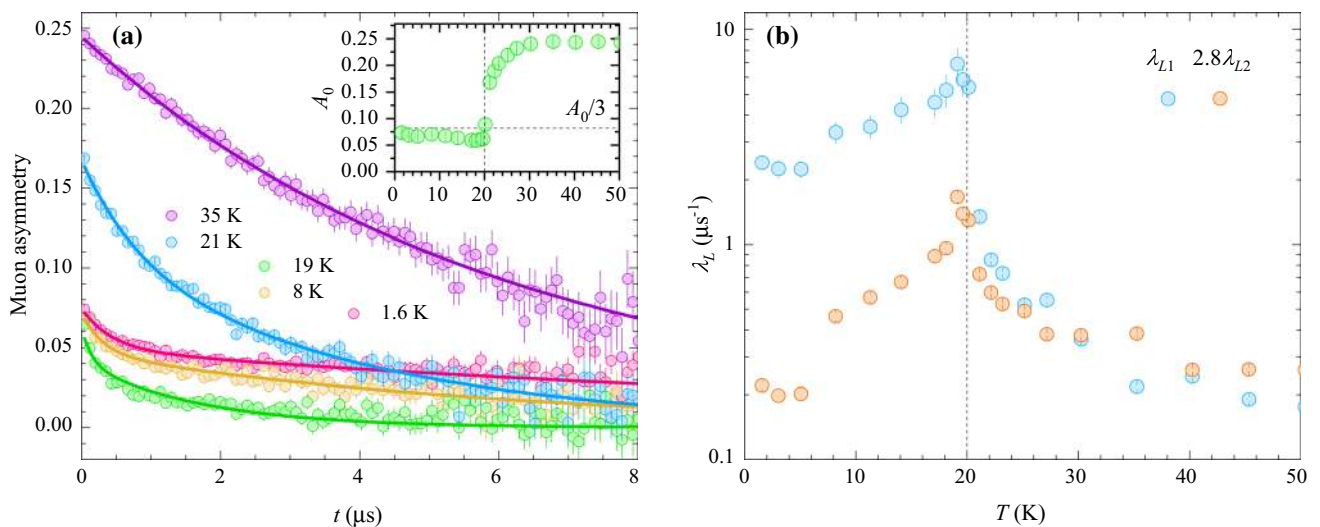 (a)
Muon asymmetry
0.25
0.20
0.15
0.10
0.05
0.00
0
2
4
6
8
t (μs)
35 K
21 K
19 K
8 K
1.6 K
A₀
0.25
0.20
0.15
0.10
0.05
0.00
0
10
20
30
40
50
A₀/3
(b)
λL (μs⁻¹)
10
1
0.1
0
10
20
30
40
50
T (K)
λL1 2.8λL2